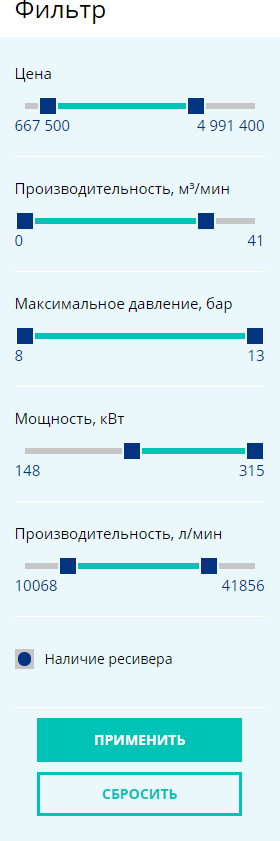 Фильтр
Цена
667 500 4 991 400
Производительность, м³/мин
0 41
Максимальное давление, бар
8 13
Мощность, кВт
148 315
Производительность, л/мин
10068 41856
Наличие ресивера
ПРИМЕНИТЬ
СБРОСИТЬ